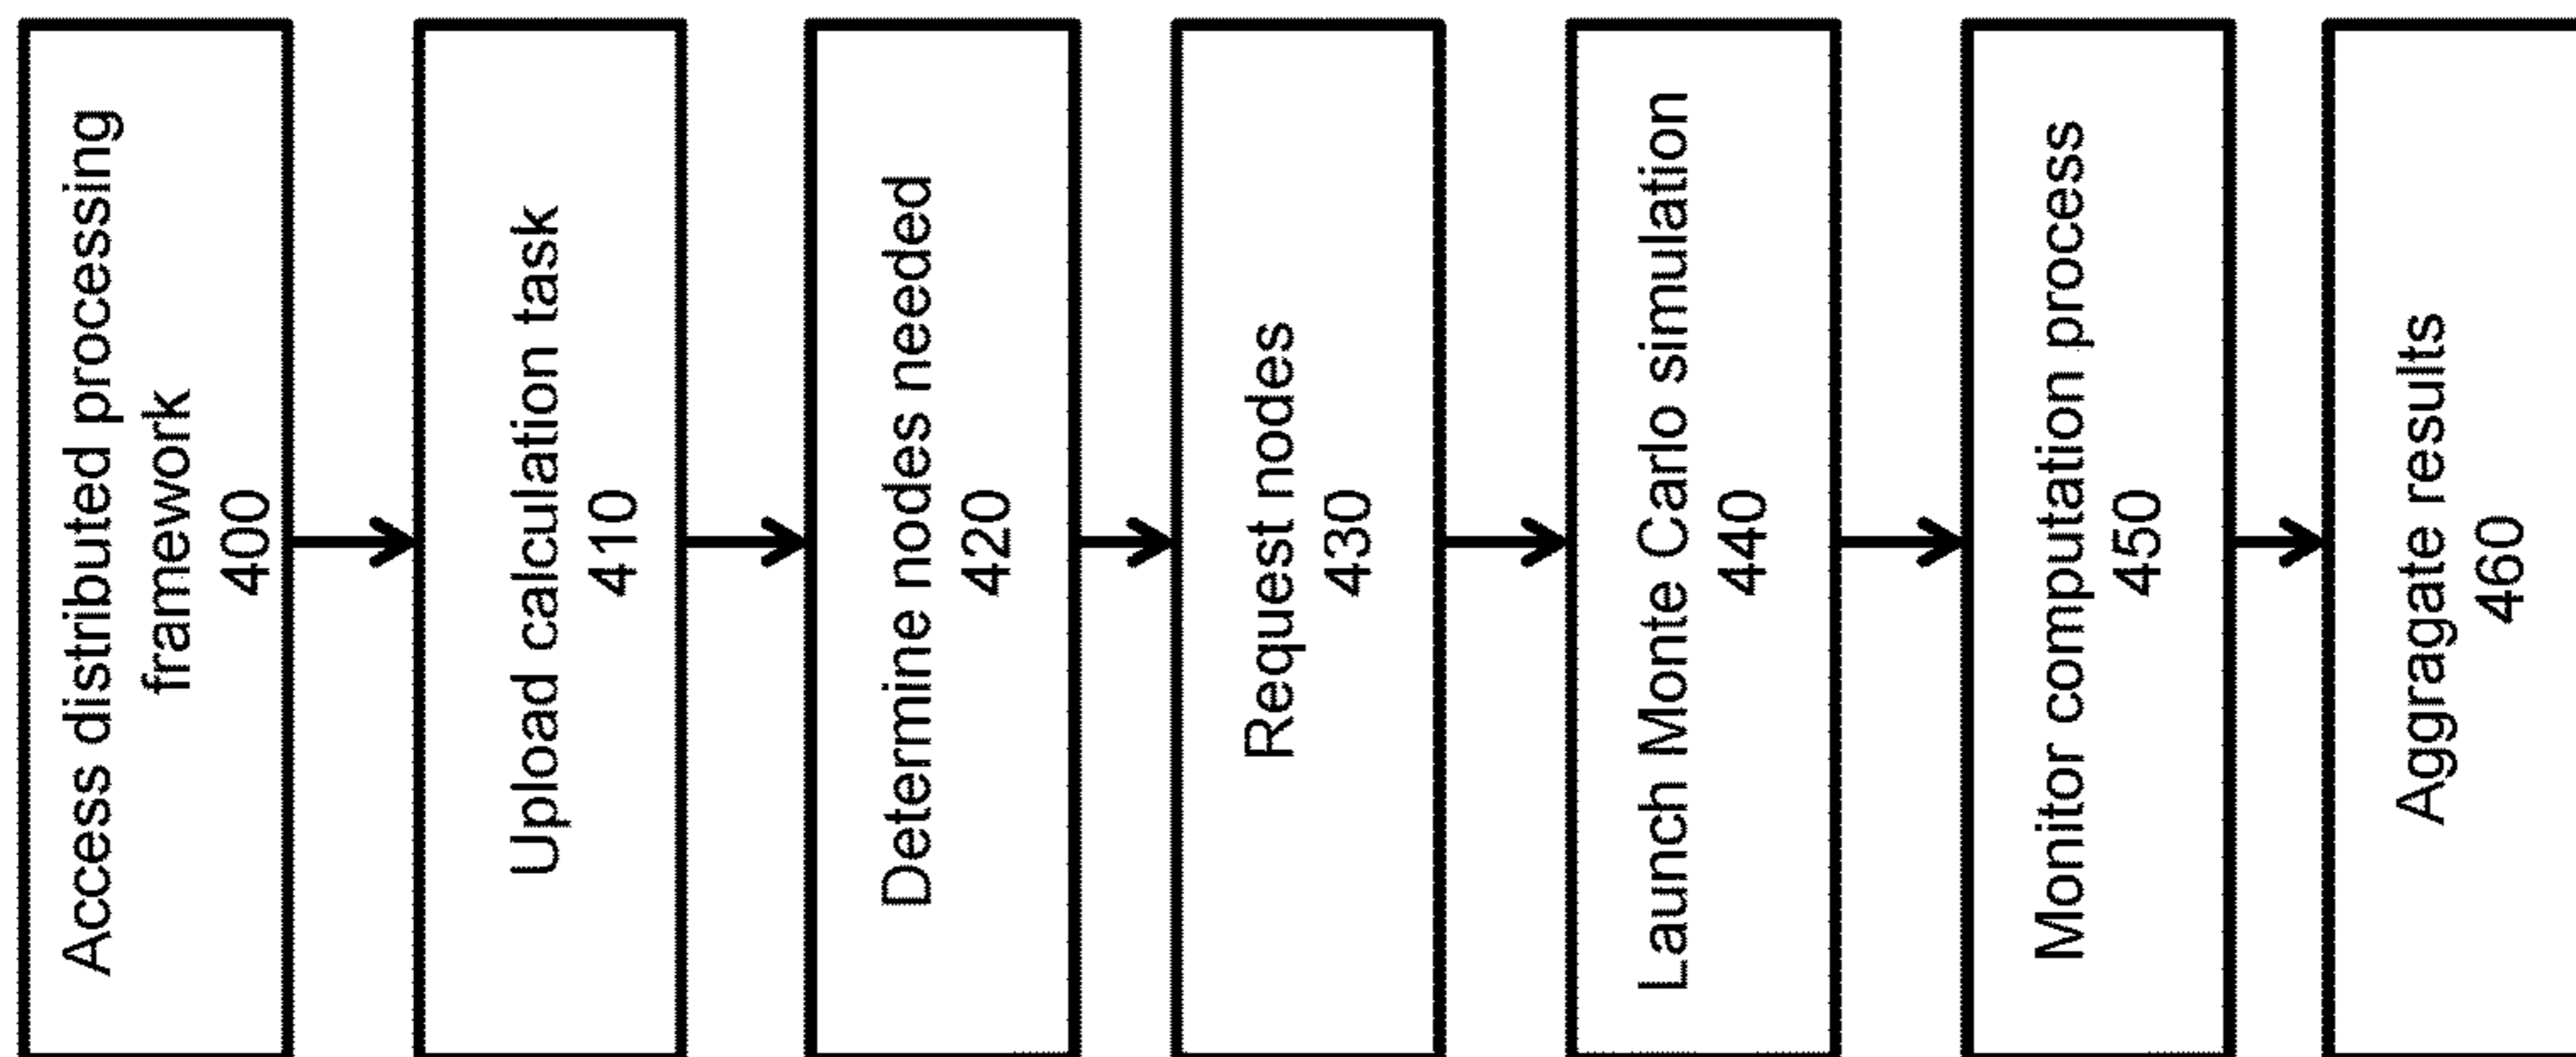 Access distributed processing
framework
400
Upload calculation task
410
Determine nodes needed
420
Request nodes
430
Launch Monte Carlo simulation
440
Monitor computation process
450
Aggragate results
460